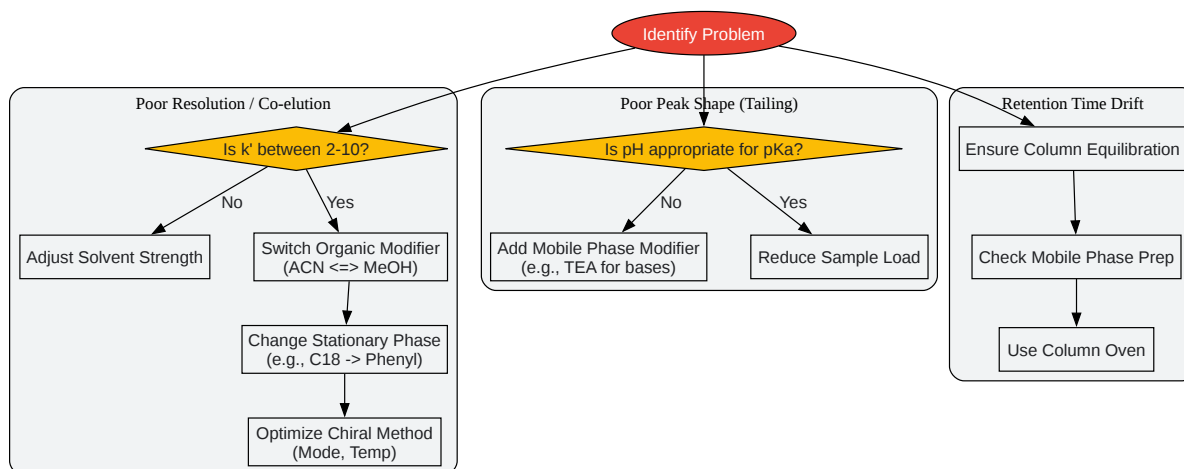 Identify Problem
Poor Resolution / Co-elution
Is k' between 2-10?
No
Yes
Adjust Solvent Strength
Switch Organic Modifier
(ACN <=> MeOH)
Change Stationary Phase
(e.g., C18 -> Phenyl)
Optimize Chiral Method
(Mode, Temp)
Poor Peak Shape (Tailing)
Is pH appropriate for pKa?
No
Yes
Add Mobile Phase Modifier
(e.g., TEA for bases)
Reduce Sample Load
Retention Time Drift
Ensure Column Equilibration
Check Mobile Phase Prep
Use Column Oven